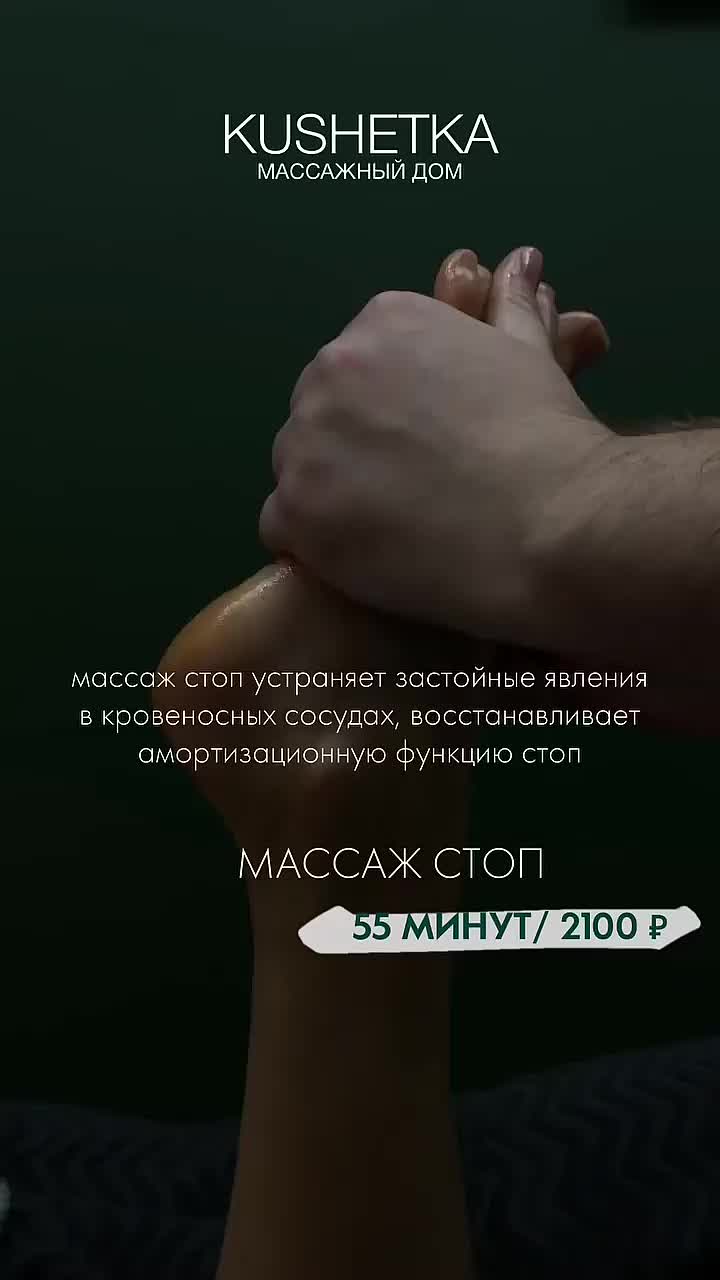 KUSHETKA
МАССАЖНЫЙ ДОМ
массаж стоп устраняет застойные явления
в кровеносных сосудах, восстанавливает
амортизационную функцию стоп
МАССАЖ СТОП
55 МИНУТ/ 2100 ₽